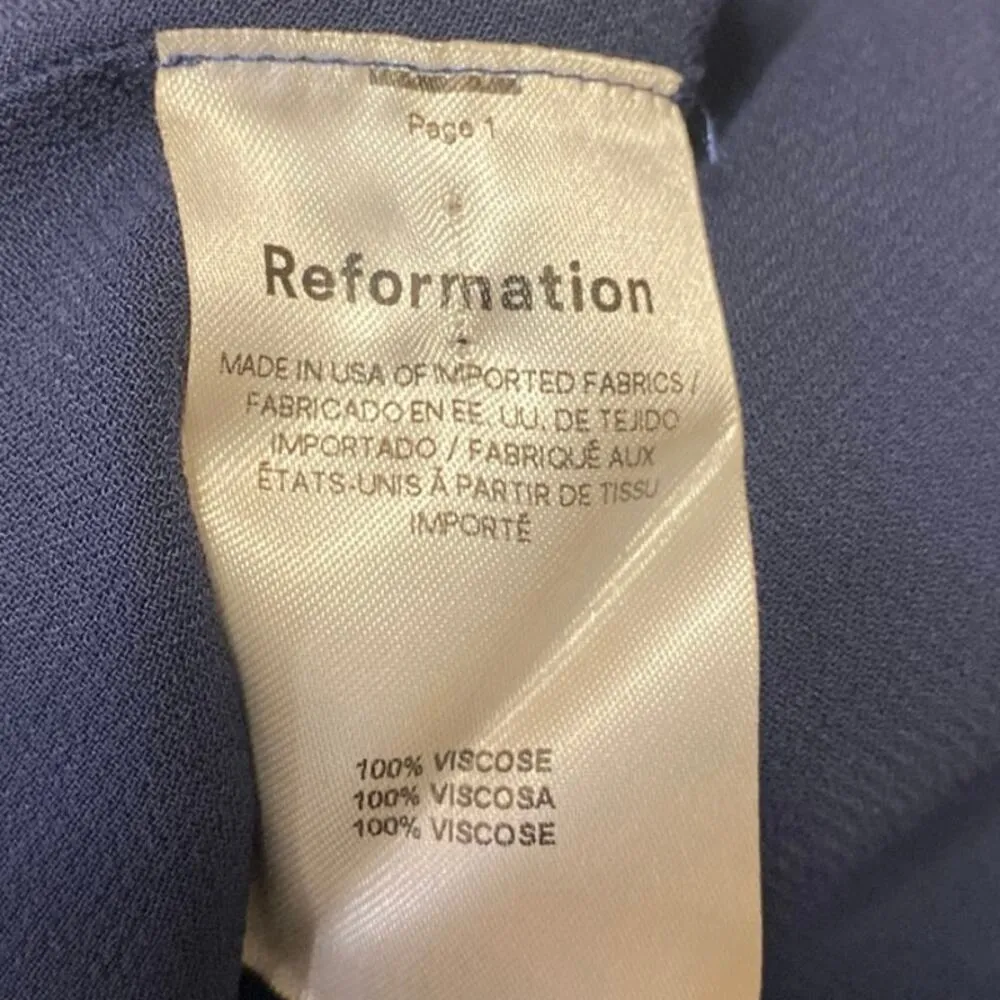 Page 1
Reformation
MADE IN USA OF IMPORTED FABRICS /
FABRICADO EN EE. UU. DE TEJIDO
IMPORTADO / FABRIQUÉ AUX
ÉTATS-UNIS À PARTIR DE TISSU
IMPORTÉ
100% VISCOSE
100% VISCOSA
100% VISCOSE